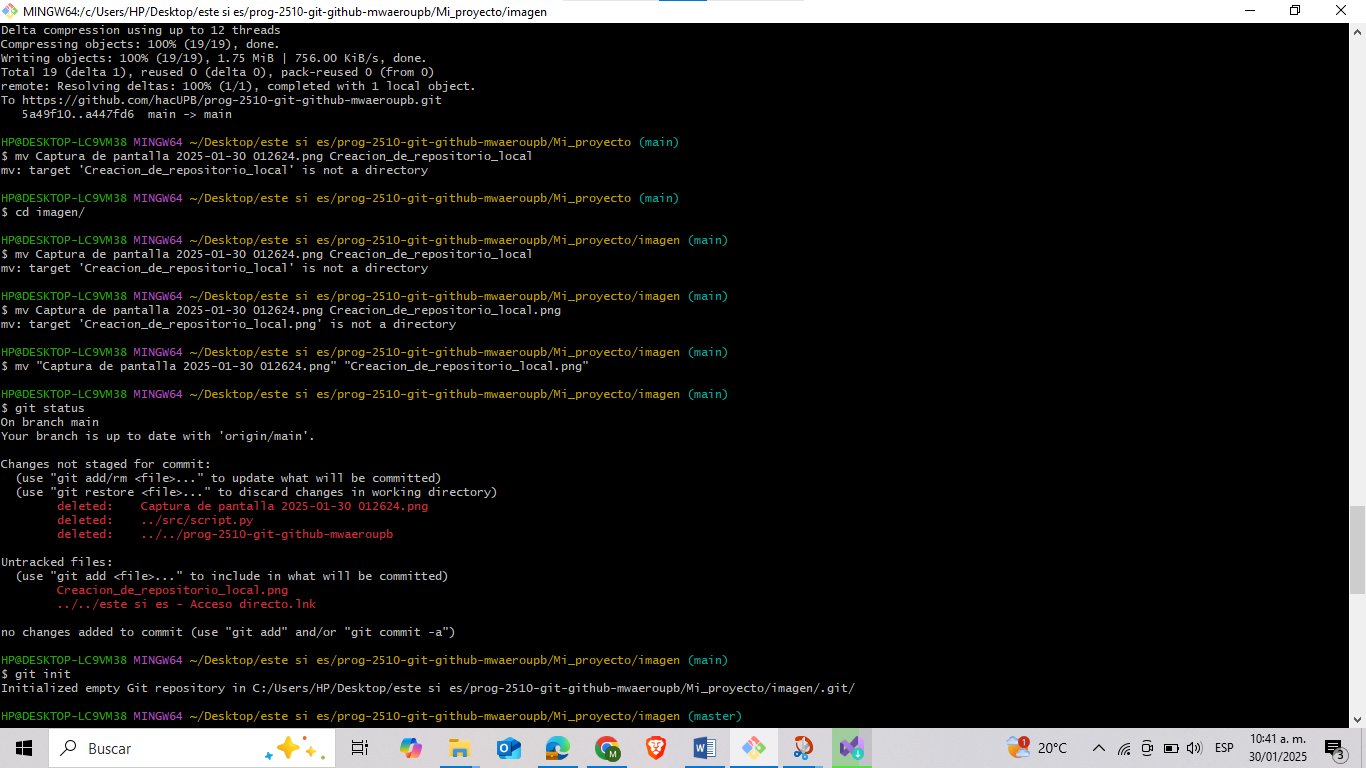 MINGW64:/c/Users/HP/Desktop/este si es/prog-2510-git-github-mwaeroupb/Mi_proyecto/imagen
Delta compression using up to 12 threads
Compressing objects: 100% (19/19), done.
Writing objects: 100% (19/19), 1.75 MiB | 756.00 KiB/s, done.
Total 19 (delta 1), reused 0 (delta 0), pack-reused 0 (from 0)
remote: Resolving deltas: 100% (1/1), completed with 1 local object.
To https://github.com/hacUPB/prog-2510-git-github-mwaeroupb.git
   5a49f10..a447fd6  main -> main
HP@DESKTOP-LC9VM38 MINGW64 ~/Desktop/este si es/prog-2510-git-github-mwaeroupb/Mi_proyecto (main)
$ mv Captura de pantalla 2025-01-30 012624.png Creacion_de_repositorio_local
mv: target 'Creacion_de_repositorio_local' is not a directory
HP@DESKTOP-LC9VM38 MINGW64 ~/Desktop/este si es/prog-2510-git-github-mwaeroupb/Mi_proyecto (main)
$ cd imagen/
HP@DESKTOP-LC9VM38 MINGW64 ~/Desktop/este si es/prog-2510-git-github-mwaeroupb/Mi_proyecto/imagen (main)
$ mv Captura de pantalla 2025-01-30 012624.png Creacion_de_repositorio_local
mv: target 'Creacion_de_repositorio_local' is not a directory
HP@DESKTOP-LC9VM38 MINGW64 ~/Desktop/este si es/prog-2510-git-github-mwaeroupb/Mi_proyecto/imagen (main)
$ mv Captura de pantalla 2025-01-30 012624.png Creacion_de_repositorio_local.png
mv: target 'Creacion_de_repositorio_local.png' is not a directory
HP@DESKTOP-LC9VM38 MINGW64 ~/Desktop/este si es/prog-2510-git-github-mwaeroupb/Mi_proyecto/imagen (main)
$ mv "Captura de pantalla 2025-01-30 012624.png" "Creacion_de_repositorio_local.png"
HP@DESKTOP-LC9VM38 MINGW64 ~/Desktop/este si es/prog-2510-git-github-mwaeroupb/Mi_proyecto/imagen (main)
$ git status
On branch main
Your branch is up to date with 'origin/main'.
Changes not staged for commit:
  (use "git add/rm <file>..." to update what will be committed)
  (use "git restore <file>..." to discard changes in working directory)
        deleted:    Captura de pantalla 2025-01-30 012624.png
        deleted:    ../src/script.py
        deleted:    ../../prog-2510-git-github-mwaeroupb
Untracked files:
  (use "git add <file>..." to include in what will be committed)
        Creacion_de_repositorio_local.png
        ../../este si es - Acceso directo.lnk
no changes added to commit (use "git add" and/or "git commit -a")
HP@DESKTOP-LC9VM38 MINGW64 ~/Desktop/este si es/prog-2510-git-github-mwaeroupb/Mi_proyecto/imagen (main)
$ git init
Initialized empty Git repository in C:/Users/HP/Desktop/este si es/prog-2510-git-github-mwaeroupb/Mi_proyecto/imagen/.git/
HP@DESKTOP-LC9VM38 MINGW64 ~/Desktop/este si es/prog-2510-git-github-mwaeroupb/Mi_proyecto/imagen (master)
Buscar
M
W
1
20°C
ESP
10:41 a. m.
30/01/2025
3